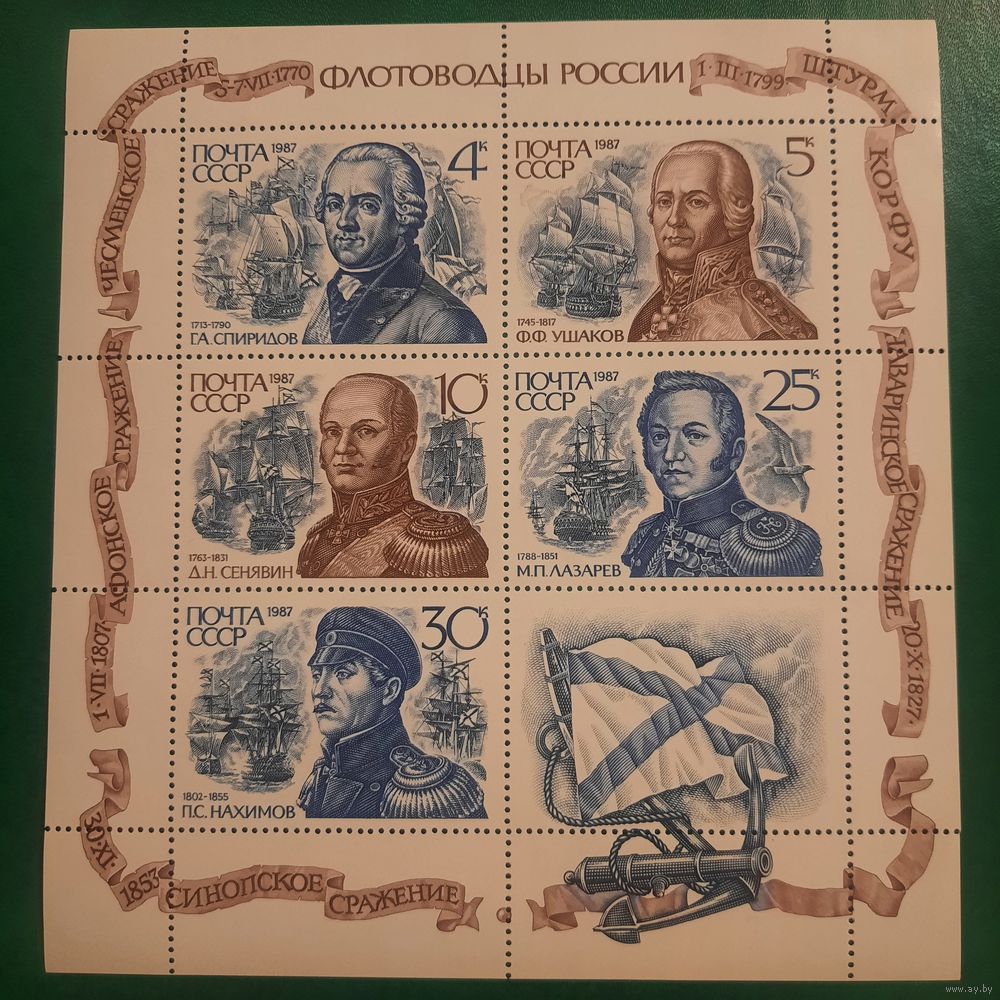 ЧЕСМЕНСКОЕ СРАЖЕНИЕ 5-7·VII·1770
ФЛОТОВОДЦЫ РОССИИ
1·III·1799· ШТУРМ КОРФУ
ПОЧТА 1987 4К
СССР
1713-1790
Г.А. СПИРИДОВ
ПОЧТА 1987 5К
СССР
1745-1817
Ф.Ф. УШАКОВ
1·VII·1807· АФОНСКОЕ СРАЖЕНИЕ
ПОЧТА 1987 10К
СССР
1763-1831
Д.Н. СЕНЯВИН
ПОЧТА 1987 25К
СССР
1788-1851
М.П. ЛАЗАРЕВ
НАВАРИНСКОЕ СРАЖЕНИЕ 20·X·1827·
ПОЧТА 1987 30К
СССР
1802-1855
П.С. НАХИМОВ
30·IX·1853 СИНОПСКОЕ СРАЖЕНИЕ
www.ay.by